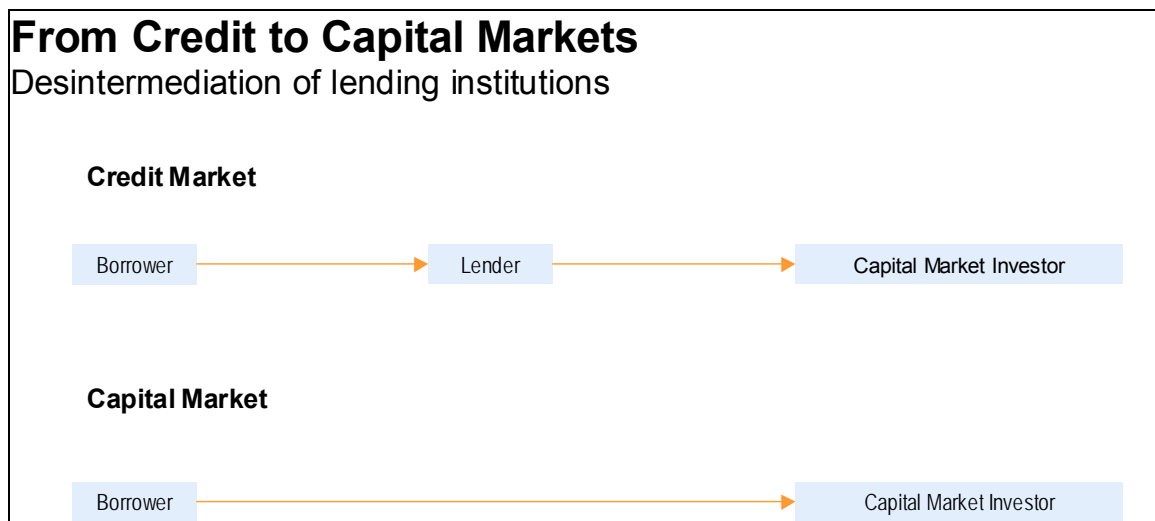 From Credit to Capital Markets
Desintermediation of lending institutions
Credit Market
Borrower Lender Capital Market Investor
Capital Market
Borrower Capital Market Investor